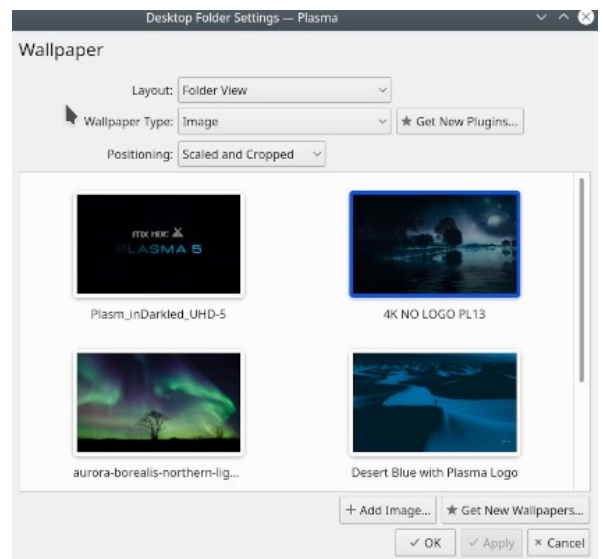 Desktop Folder Settings — Plasma
Wallpaper
Layout: Folder View
Wallpaper Type: Image ★ Get New Plugins...
Positioning: Scaled and Cropped
PLASMA 5
Plasm_inDarkled_UHD-5 4K NO LOGO PL13
aurora-borealis-northern-lig... Desert Blue with Plasma Logo
+ Add Image... ★ Get New Wallpapers...
✓ OK ✓ Apply × Cancel